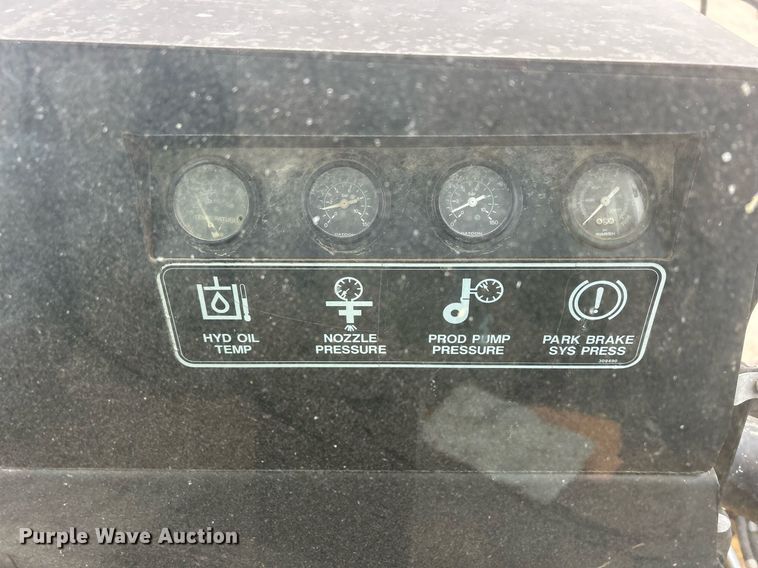 HYD OIL
TEMP
NOZZLE
PRESSURE
PROD PUMP
PRESSURE
PARK BRAKE
SYS PRESS
Purple Wave Auction